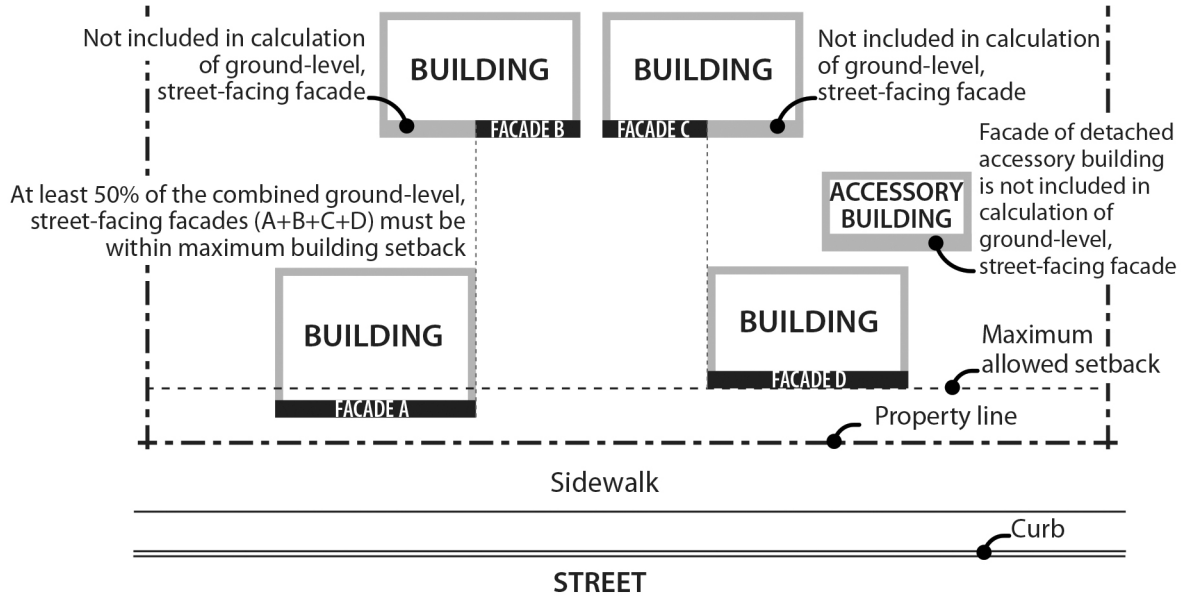 Not included in calculation
of ground-level,
street-facing facade
BUILDING
FACADE B
BUILDING
FACADE C
Not included in calculation
of ground-level,
street-facing facade
At least 50% of the combined ground-level,
street-facing facades (A+B+C+D) must be
within maximum building setback
ACCESSORY
BUILDING
Facade of detached
accessory building
is not included in
calculation of
ground-level,
street-facing facade
BUILDING
FACADE A
BUILDING
FACADE D
Maximum
allowed setback
Property line
Sidewalk
Curb
STREET